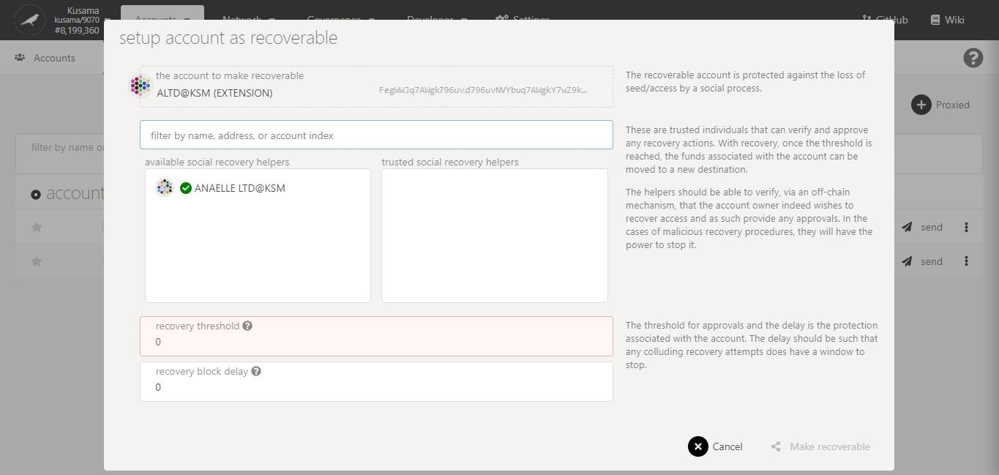 Kusama
kusama/9070
#8,199,360
Accounts
Network
Governance
Developer
Settings
GitHub
Wiki
Accounts
setup account as recoverable
the account to make recoverable
ALTD@KSM (EXTENSION)
The recoverable account is protected against the loss of
seed/access by a social process.
Proxied
filter by name or
filter by name, address, or account index
These are trusted individuals that can verify and approve
any recovery actions. With recovery, once the threshold is
reached, the funds associated with the account can be
moved to a new destination.
available social recovery helpers
trusted social recovery helpers
ANAELLE LTD@KSM
The helpers should be able to verify, via an off-chain
mechanism, that the account owner indeed wishes to
recover access and as such provide any approvals. In the
cases of malicious recovery procedures, they will have the
power to stop it.
account
send
send
recovery threshold
0
The threshold for approvals and the delay is the protection
associated with the account. The delay should be such that
any colluding recovery attempts does have a window to
stop.
recovery block delay
0
Cancel
Make recoverable